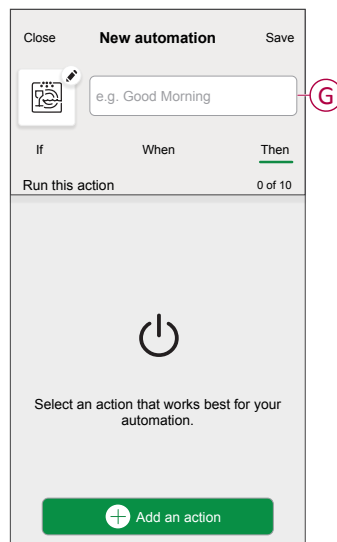 Close New automation Save
e.g. Good Morning
G
If When Then
Run this action 0 of 10
Select an action that works best for your
automation.
Add an action